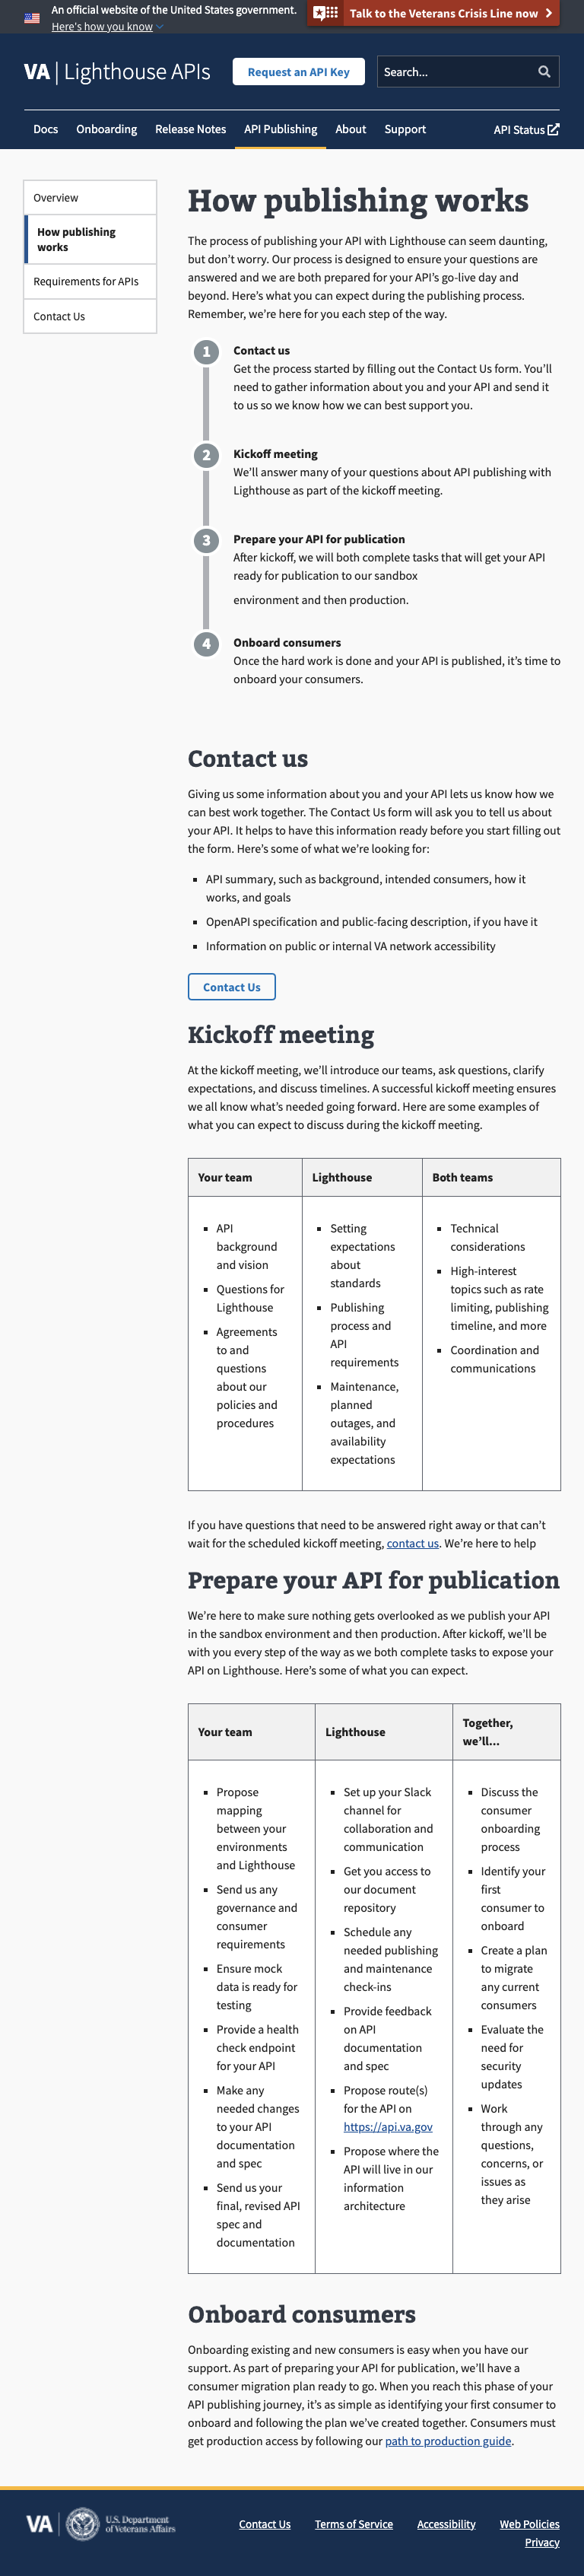 An official website of the United States government.
Here's how you know
Talk to the Veterans Crisis Line now
VA | Lighthouse APIs
Request an API Key
Search...
Docs Onboarding Release Notes API Publishing About Support API Status
Overview
How publishing
works
Requirements for APIs
Contact Us
How publishing works
The process of publishing your API with Lighthouse can seem daunting,
but don’t worry. Our process is designed to ensure your questions are
answered and we are both prepared for your API’s go-live day and
beyond. Here’s what you can expect during the publishing process.
Remember, we’re here for you each step of the way.
1
Contact us
Get the process started by filling out the Contact Us form. You’ll
need to gather information about you and your API and send it
to us so we know how we can best support you.
2
Kickoff meeting
We’ll answer many of your questions about API publishing with
Lighthouse as part of the kickoff meeting.
3
Prepare your API for publication
After kickoff, we will both complete tasks that will get your API
ready for publication to our sandbox
environment and then production.
4
Onboard consumers
Once the hard work is done and your API is published, it’s time to
onboard your consumers.
Contact us
Giving us some information about you and your API lets us know how we
can best work together. The Contact Us form will ask you to tell us about
your API. It helps to have this information ready before you start filling out
the form. Here’s some of what we’re looking for:
API summary, such as background, intended consumers, how it
works, and goals
OpenAPI specification and public-facing description, if you have it
Information on public or internal VA network accessibility
Contact Us
Kickoff meeting
At the kickoff meeting, we’ll introduce our teams, ask questions, clarify
expectations, and discuss timelines. A successful kickoff meeting ensures
we all know what’s needed going forward. Here are some examples of
what you can expect to discuss during the kickoff meeting.
Your team
Lighthouse
Both teams
API
background
and vision
Questions for
Lighthouse
Agreements
to and
questions
about our
policies and
procedures
Setting
expectations
about
standards
Publishing
process and
API
requirements
Maintenance,
planned
outages, and
availability
expectations
Technical
considerations
High-interest
topics such as rate
limiting, publishing
timeline, and more
Coordination and
communications
If you have questions that need to be answered right away or that can’t
wait for the scheduled kickoff meeting, contact us. We’re here to help
Prepare your API for publication
We’re here to make sure nothing gets overlooked as we publish your API
in the sandbox environment and then production. After kickoff, we’ll be
with you every step of the way as we both complete tasks to expose your
API on Lighthouse. Here’s some of what you can expect.
Your team
Lighthouse
Together,
we’ll...
Propose
mapping
between your
environments
and Lighthouse
Send us any
governance and
consumer
requirements
Ensure mock
data is ready for
testing
Provide a health
check endpoint
for your API
Make any
needed changes
to your API
documentation
and spec
Send us your
final, revised API
spec and
documentation
Set up your Slack
channel for
collaboration and
communication
Get you access to
our document
repository
Schedule any
needed publishing
and maintenance
check-ins
Provide feedback
on API
documentation
and spec
Propose route(s)
for the API on
https://api.va.gov
Propose where the
API will live in our
information
architecture
Discuss the
consumer
onboarding
process
Identify your
first
consumer to
onboard
Create a plan
to migrate
any current
consumers
Evaluate the
need for
security
updates
Work
through any
questions,
concerns, or
issues as
they arise
Onboard consumers
Onboarding existing and new consumers is easy when you have our
support. As part of preparing your API for publication, we’ll have a
consumer migration plan ready to go. When you reach this phase of your
API publishing journey, it’s as simple as identifying your first consumer to
onboard and following the plan we’ve created together. Consumers must
get production access by following our path to production guide.
VA | U.S. Department
of Veterans Affairs
Contact Us Terms of Service Accessibility Web Policies
Privacy